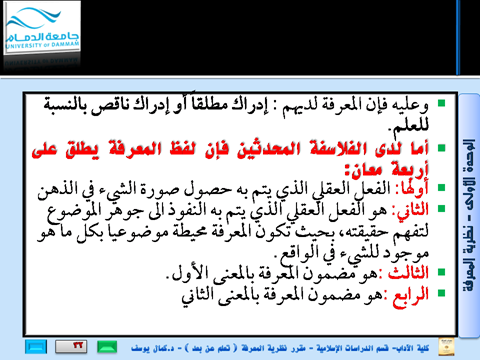 جامعة الدمام
UNIVERSITY OF DAMMAM
وعليه فإن المعرفة لديهم : إدراك مطلقاً أو إدراك ناقص بالنسبة
للعلم.
أما لدى الفلاسفة المحدثين فإن لفظ المعرفة يطلق على
أربعة معان:
أولها: الفعل العقلي الذي يتم به حصول صورة الشيء في الذهن
الثاني: هو الفعل العقلي الذي يتم به النفوذ الى جوهر الموضوع
لتفهم حقيقته، بحيث تكون المعرفة محيطة موضوعيا بكل ما هو
موجود للشيء في الواقع.
الثالث :هو مضمون المعرفة بالمعنى الأول.
الرابع :هو مضمون المعرفة بالمعنى الثاني
الوحدة الاولى - نظرية المعرفة
كلية الآداب- قسم الدراسات الإسلامية - مقرر نظرية المعرفة ( تعلم عن بعد ) - د.كمال يوسف
٢٦